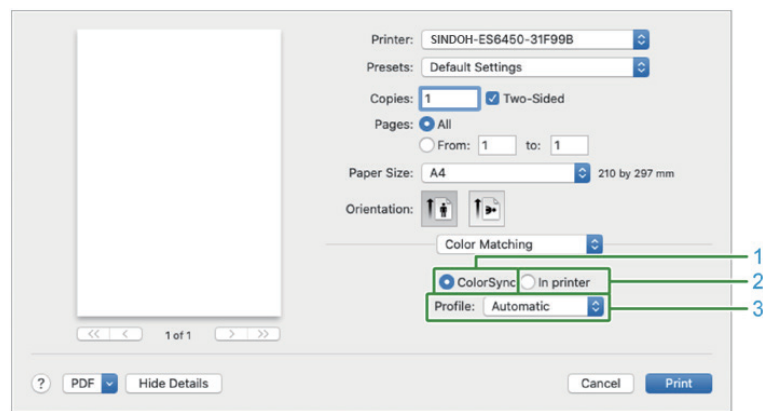 Printer: SINDOH-ES6450-31F99B
Presets: Default Settings
Copies: 1 Two-Sided
Pages: All
From: 1 to: 1
Paper Size: A4 210 by 297 mm
Orientation:
Color Matching
1
ColorSync In printer 2
Profile: Automatic 3
<< < 1 of 1 > >>
? PDF Hide Details Cancel Print